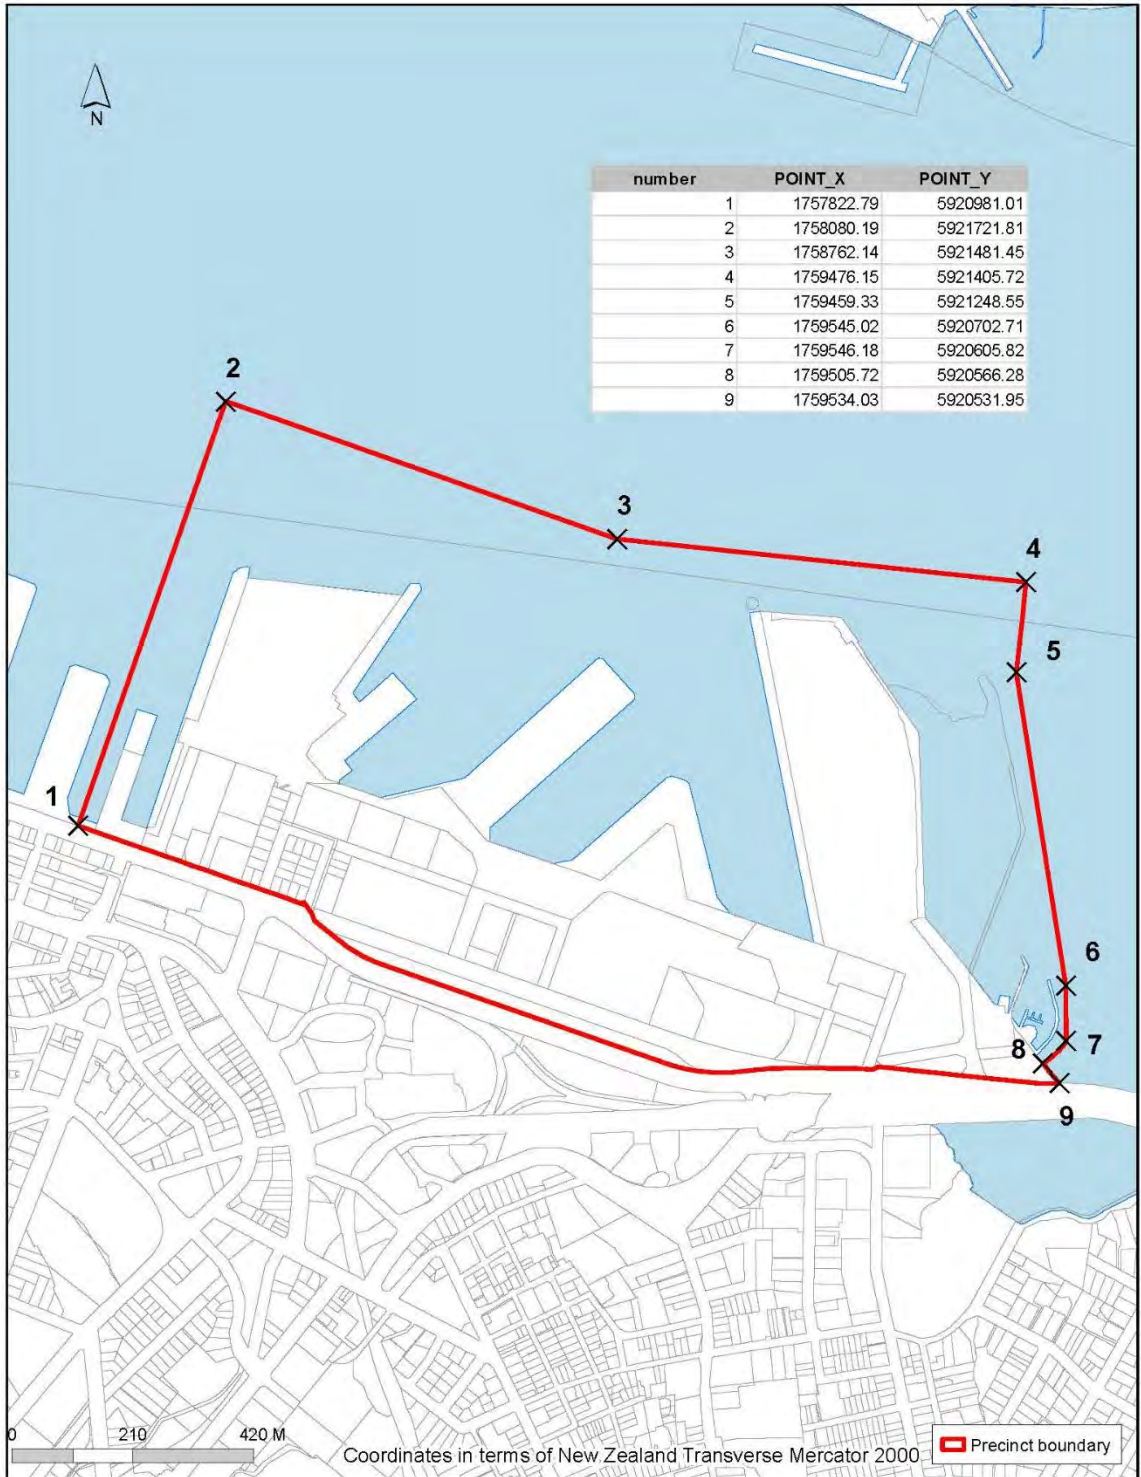 N
number POINT_X POINT_Y
1 1757822.79 5920981.01
2 1758080.19 5921721.81
3 1758762.14 5921481.45
4 1759476.15 5921405.72
5 1759459.33 5921248.55
6 1759545.02 5920702.71
7 1759546.18 5920605.82
8 1759505.72 5920566.28
9 1759534.03 5920531.95
2
3
4
5
1
6
7
8
9
0 210 420 M
Coordinates in terms of New Zealand Transverse Mercator 2000
Precinct boundary